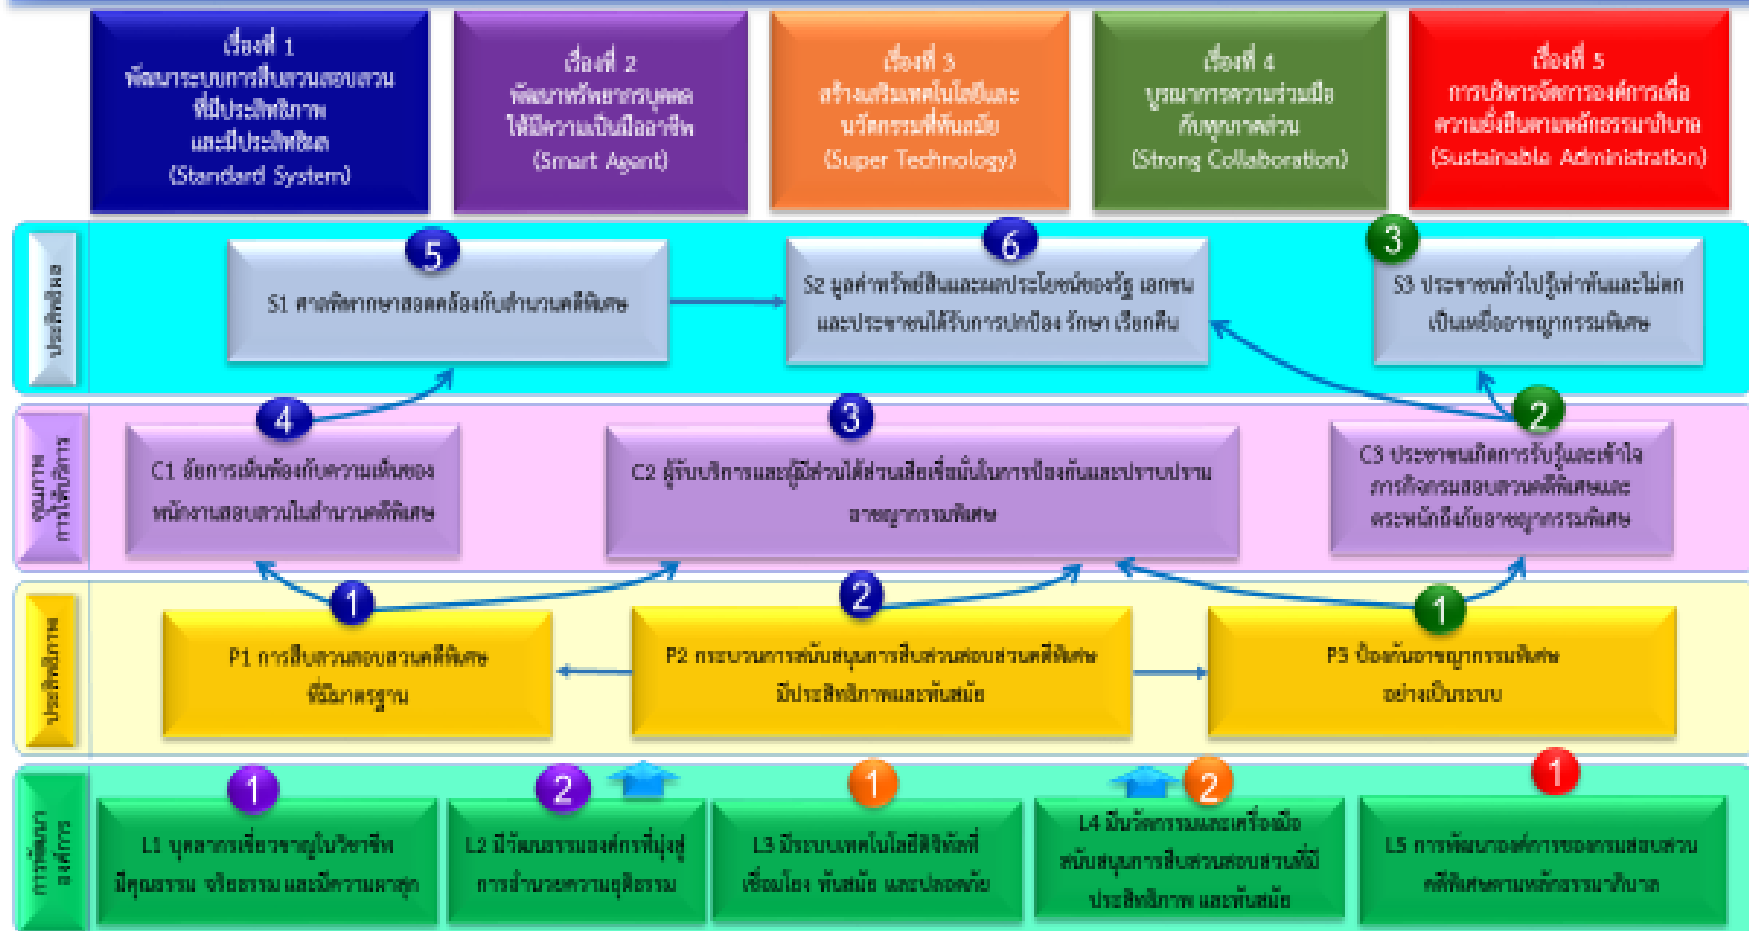 เรื่องที่ 1
พัฒนาระบบการสืบสวนสอบสวน
ที่มีประสิทธิภาพ
และมีประสิทธิผล
(Standard System)
เรื่องที่ 2
พัฒนาทรัพยากรบุคคล
ให้มีความเป็นมืออาชีพ
(Smart Agent)
เรื่องที่ 3
สร้างเสริมเทคโนโลยีและ
นวัตกรรมที่ทันสมัย
(Super Technology)
เรื่องที่ 4
บูรณาการความร่วมมือ
กับทุกภาคส่วน
(Strong Collaboration)
เรื่องที่ 5
การบริหารจัดการองค์การเพื่อ
ความยั่งยืนตามหลักธรรมาภิบาล
(Sustainable Administration)
ประสิทธิผล
5
S1 ศาลพิพากษาสอดคล้องกับสำนวนคดีพิเศษ
6
S2 มูลค่าทรัพย์สินและผลประโยชน์ของรัฐ เอกชน
และประชาชนได้รับการปกป้อง รักษา เรียกคืน
3
S3 ประชาชนทั่วไปรู้เท่าทันและไม่ตก
เป็นเหยื่ออาชญากรรมพิเศษ
คุณภาพ
การให้บริการ
4
C1 อัยการเห็นพ้องกับความเห็นของ
พนักงานสอบสวนในสำนวนคดีพิเศษ
3
C2 ผู้รับบริการและผู้มีส่วนได้ส่วนเสียเชื่อมั่นในการป้องกันและปราบปราม
อาชญากรรมพิเศษ
2
C3 ประชาชนเกิดการรับรู้และเข้าใจ
ภารกิจกรมสอบสวนคดีพิเศษและ
ตระหนักถึงภัยอาชญากรรมพิเศษ
ประสิทธิภาพ
1
P1 การสืบสวนสอบสวนคดีพิเศษ
ที่มีมาตรฐาน
2
P2 กระบวนการสนับสนุนการสืบสวนสอบสวนคดีพิเศษ
มีประสิทธิภาพและทันสมัย
1
P3 ป้องกันอาชญากรรมพิเศษ
อย่างเป็นระบบ
การพัฒนา
องค์การ
1
L1 บุคลากรเชี่ยวชาญในวิชาชีพ
มีคุณธรรม จริยธรรม และมีความผาสุก
2
L2 มีวัฒนธรรมองค์กรที่มุ่งสู่
การอำนวยความยุติธรรม
1
L3 มีระบบเทคโนโลยีดิจิทัลที่
เชื่อมโยง ทันสมัย และปลอดภัย
2
L4 มีนวัตกรรมและเครื่องมือ
สนับสนุนการสืบสวนสอบสวนที่มี
ประสิทธิภาพ และทันสมัย
1
L5 การพัฒนาองค์การของกรมสอบสวน
คดีพิเศษตามหลักธรรมาภิบาล